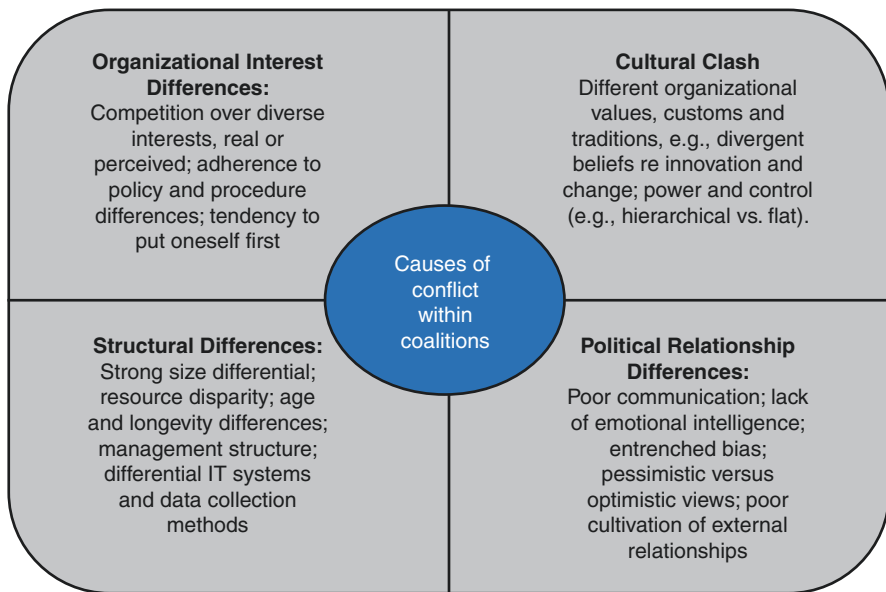 Organizational Interest
Differences:
Competition over diverse
interests, real or
perceived; adherence to
policy and procedure
differences; tendency to
put oneself first
Cultural Clash
Different organizational
values, customs and
traditions, e.g., divergent
beliefs re innovation and
change; power and control
(e.g., hierarchical vs. flat).
Causes of
conflict
within
coalitions
Structural Differences:
Strong size differential;
resource disparity; age
and longevity differences;
management structure;
differential IT systems
and data collection
methods
Political Relationship
Differences:
Poor communication; lack
of emotional intelligence;
entrenched bias;
pessimistic versus
optimistic views; poor
cultivation of external
relationships